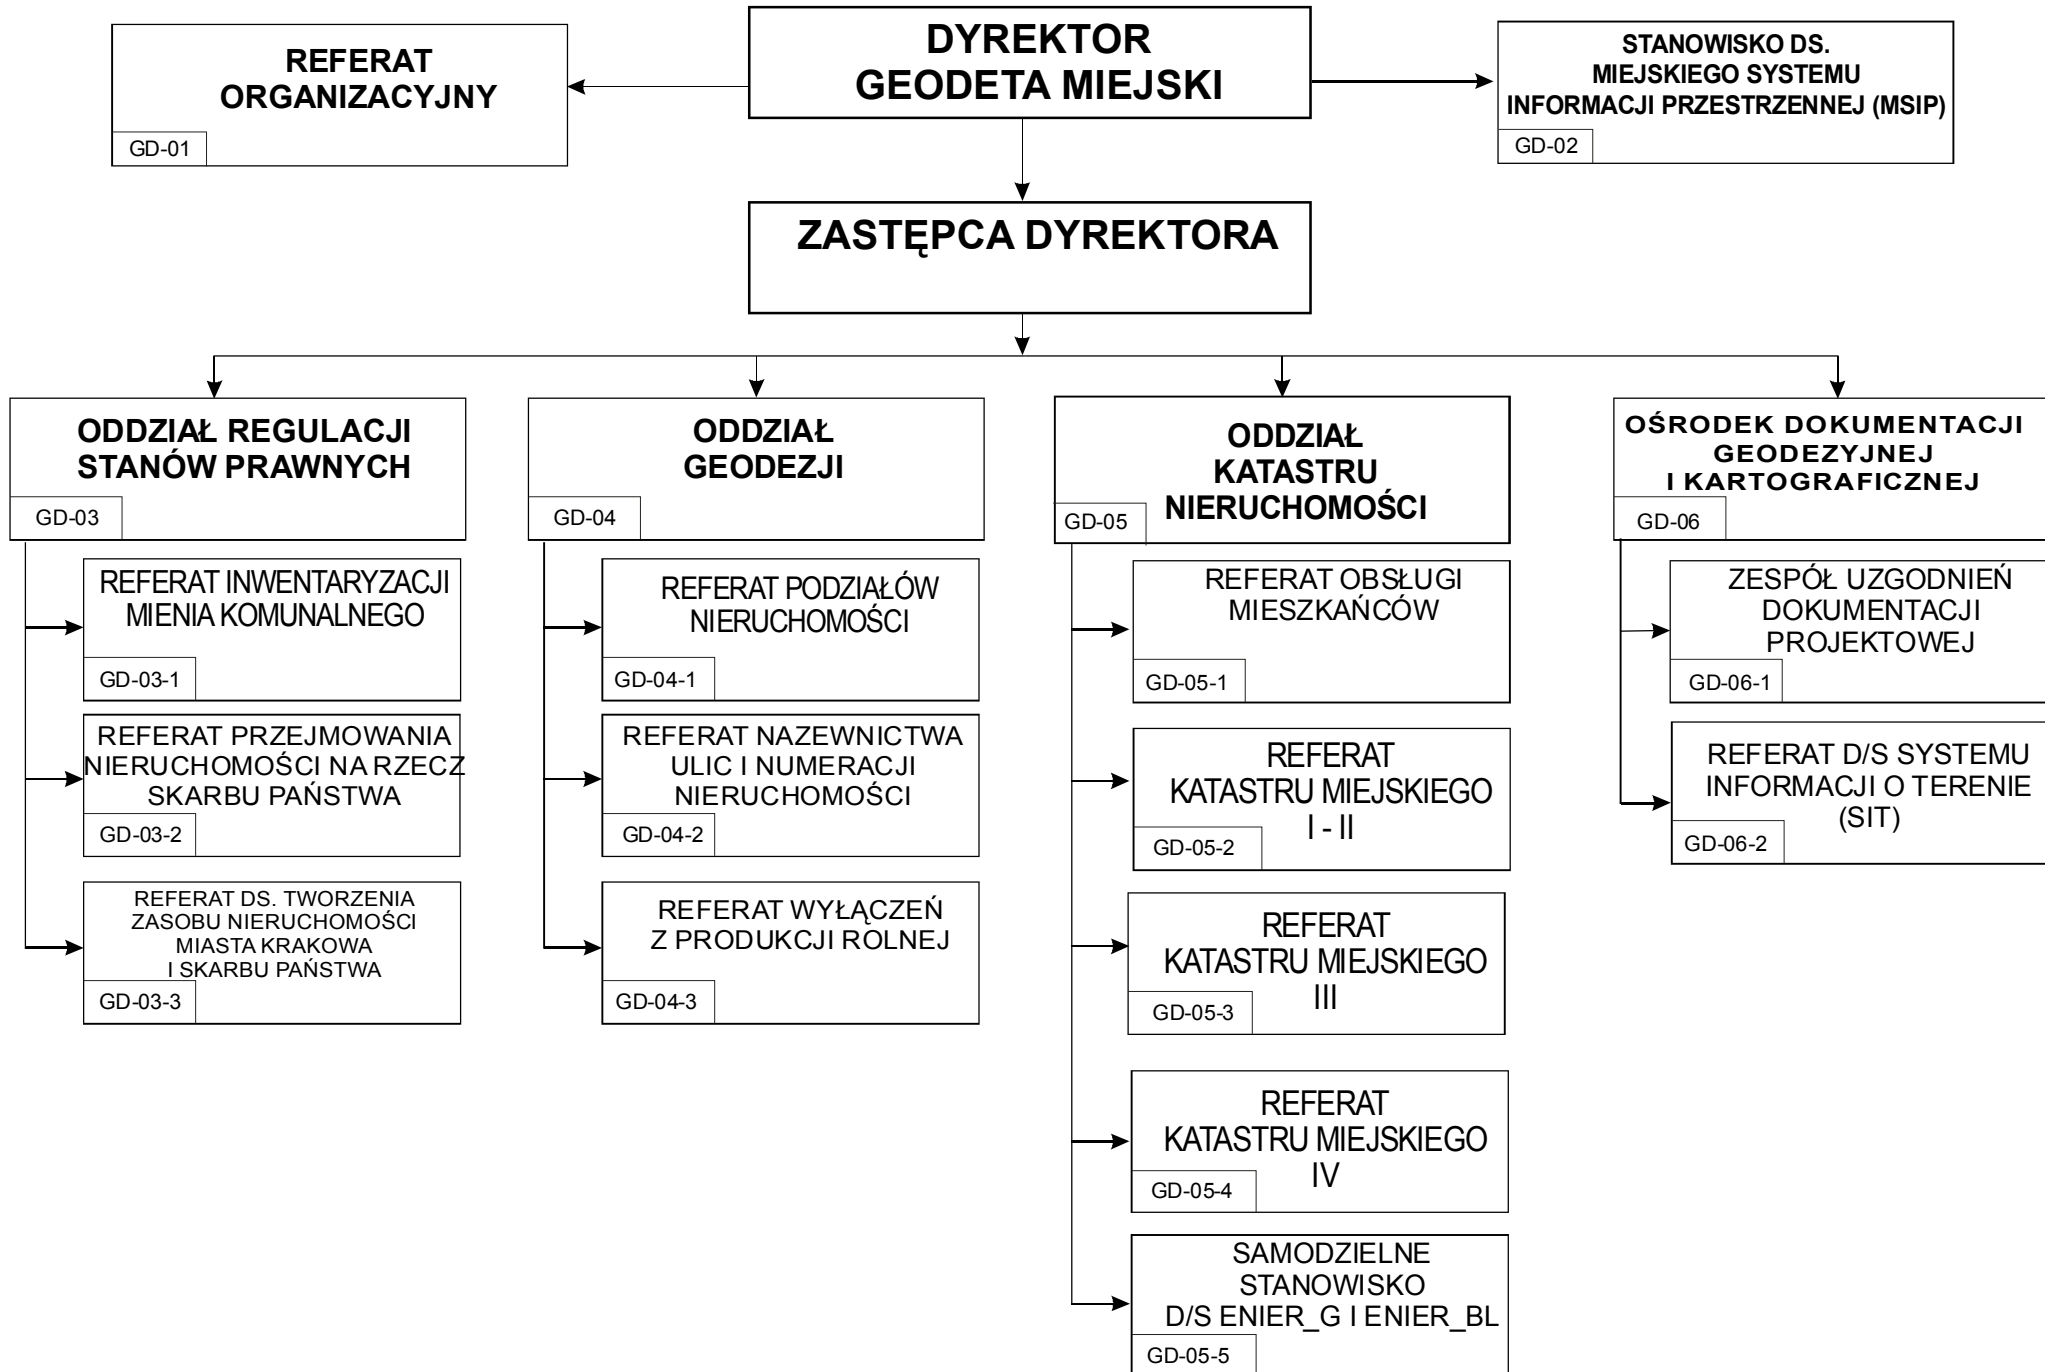 REFERAT
ORGANIZACYJNY
GD-01
DYREKTOR
GEODETA MIEJSKI
STANOWISKO DS.
MIEJSKIEGO SYSTEMU
INFORMACJI PRZESTRZENNEJ (MSIP)
GD-02
ZASTĘPCA DYREKTORA
ODDZIAŁ REGULACJI
STANÓW PRAWNYCH
GD-03
REFERAT INWENTARYZACJI
MIENIA KOMUNALNEGO
GD-03-1
REFERAT PRZEJMOWANIA
NIERUCHOMOŚCI NA RZECZ
SKARBU PAŃSTWA
GD-03-2
REFERAT DS. TWORZENIA
ZASOBU NIERUCHOMOŚCI
MIASTA KRAKOWA
I SKARBU PAŃSTWA
GD-03-3
ODDZIAŁ
GEODEZJI
GD-04
REFERAT PODZIAŁÓW
NIERUCHOMOŚCI
GD-04-1
REFERAT NAZEWNICTWA
ULIC I NUMERACJI
NIERUCHOMOŚCI
GD-04-2
REFERAT WYŁĄCZEŃ
Z PRODUKCJI ROLNEJ
GD-04-3
ODDZIAŁ
KATASTRU
NIERUCHOMOŚCI
GD-05
REFERAT OBSŁUGI
MIESZKAŃCÓW
GD-05-1
REFERAT
KATASTRU MIEJSKIEGO
I - II
GD-05-2
REFERAT
KATASTRU MIEJSKIEGO
III
GD-05-3
REFERAT
KATASTRU MIEJSKIEGO
IV
GD-05-4
SAMODZIELNE
STANOWISKO
D/S ENIER_G I ENIER_BL
GD-05-5
OŚRODEK DOKUMENTACJI
GEODEZYJNEJ
I KARTOGRAFICZNEJ
GD-06
ZESPÓŁ UZGODNIEŃ
DOKUMENTACJI
PROJEKTOWEJ
GD-06-1
REFERAT D/S SYSTEMU
INFORMACJI O TERENIE
(SIT)
GD-06-2